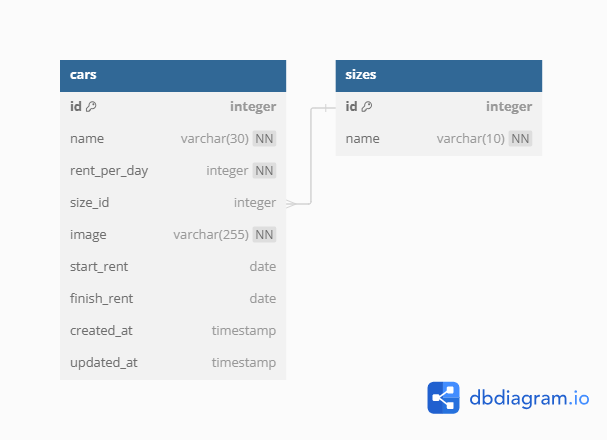 cars
id integer
name varchar(30) NN
rent_per_day integer NN
size_id integer
image varchar(255) NN
start_rent date
finish_rent date
created_at timestamp
updated_at timestamp
sizes
id integer
name varchar(10) NN
dbdiagram.io